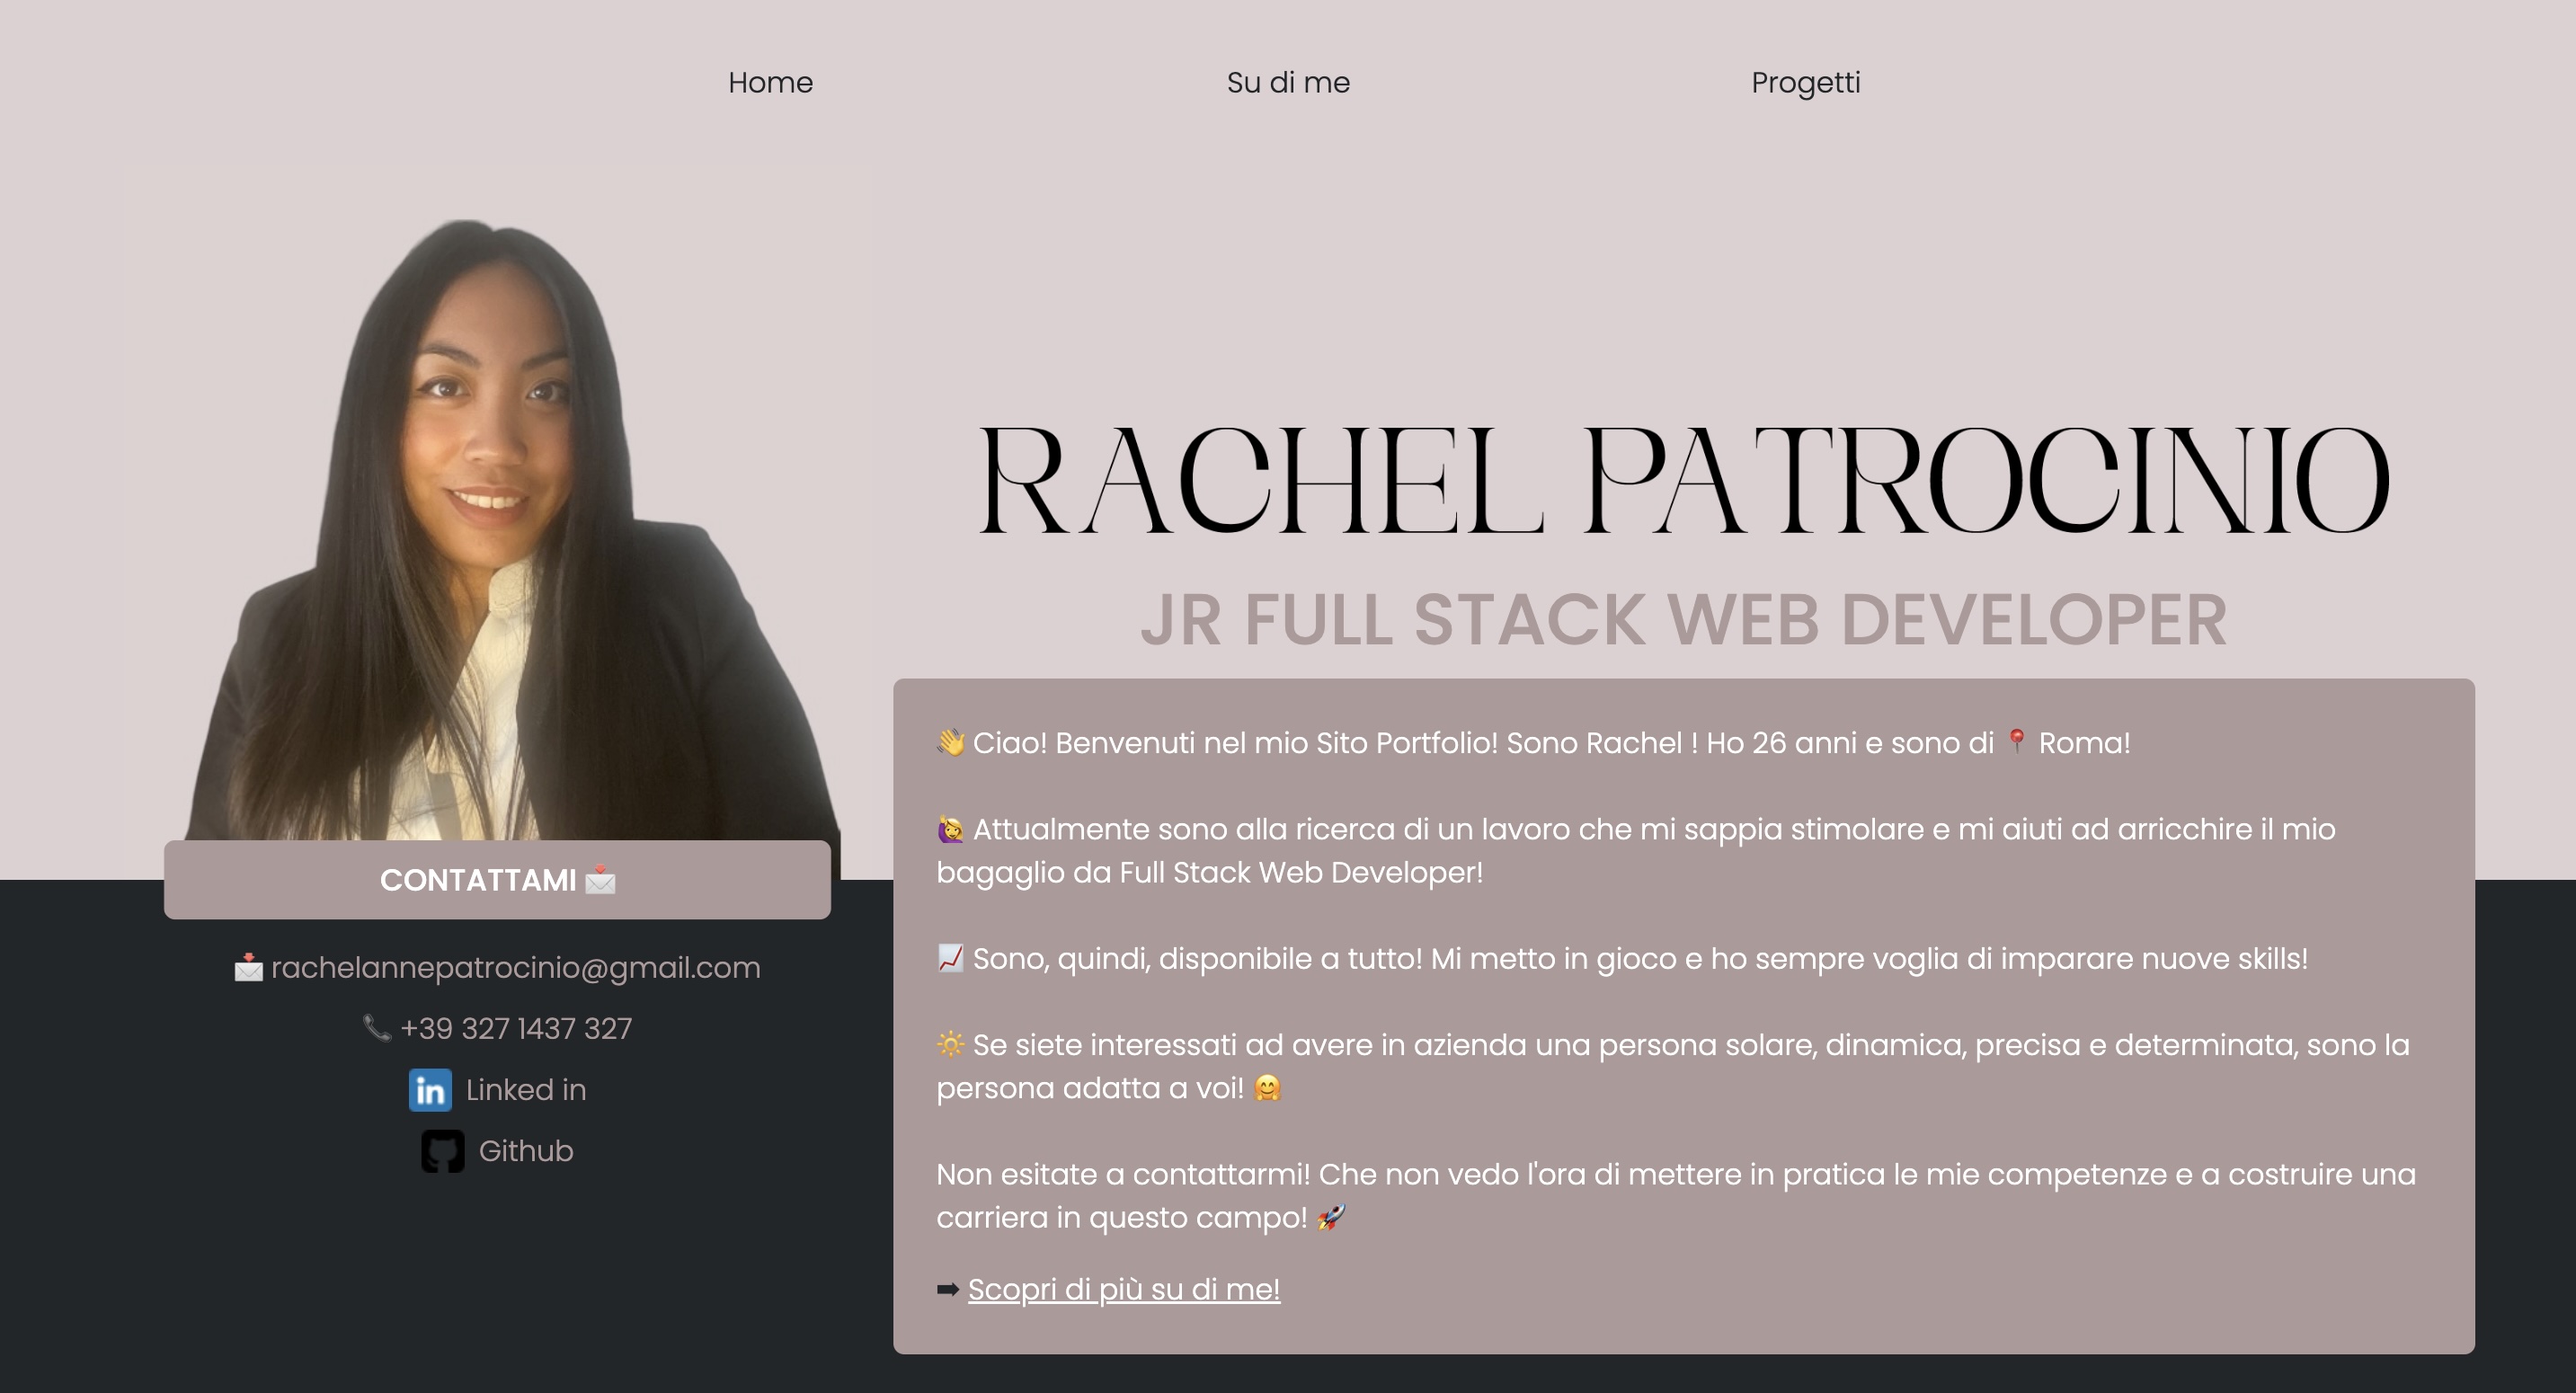 Home
Su di me
Progetti
RACHEL PATROCINIO
JR FULL STACK WEB DEVELOPER
👋 Ciao! Benvenuti nel mio Sito Portfolio! Sono Rachel ! Ho 26 anni e sono di 📍 Roma!
🙋‍♀️ Attualmente sono alla ricerca di un lavoro che mi sappia stimolare e mi aiuti ad arricchire il mio
bagaglio da Full Stack Web Developer!
📈 Sono, quindi, disponibile a tutto! Mi metto in gioco e ho sempre voglia di imparare nuove skills!
☀️ Se siete interessati ad avere in azienda una persona solare, dinamica, precisa e determinata, sono la
persona adatta a voi! 🤗
Non esitate a contattarmi! Che non vedo l'ora di mettere in pratica le mie competenze e a costruire una
carriera in questo campo! 🚀
➡ Scopri di più su di me!
CONTATTAMI 📩
📩 rachelannepatrocinio@gmail.com
📞 +39 327 1437 327
in Linked in
Github